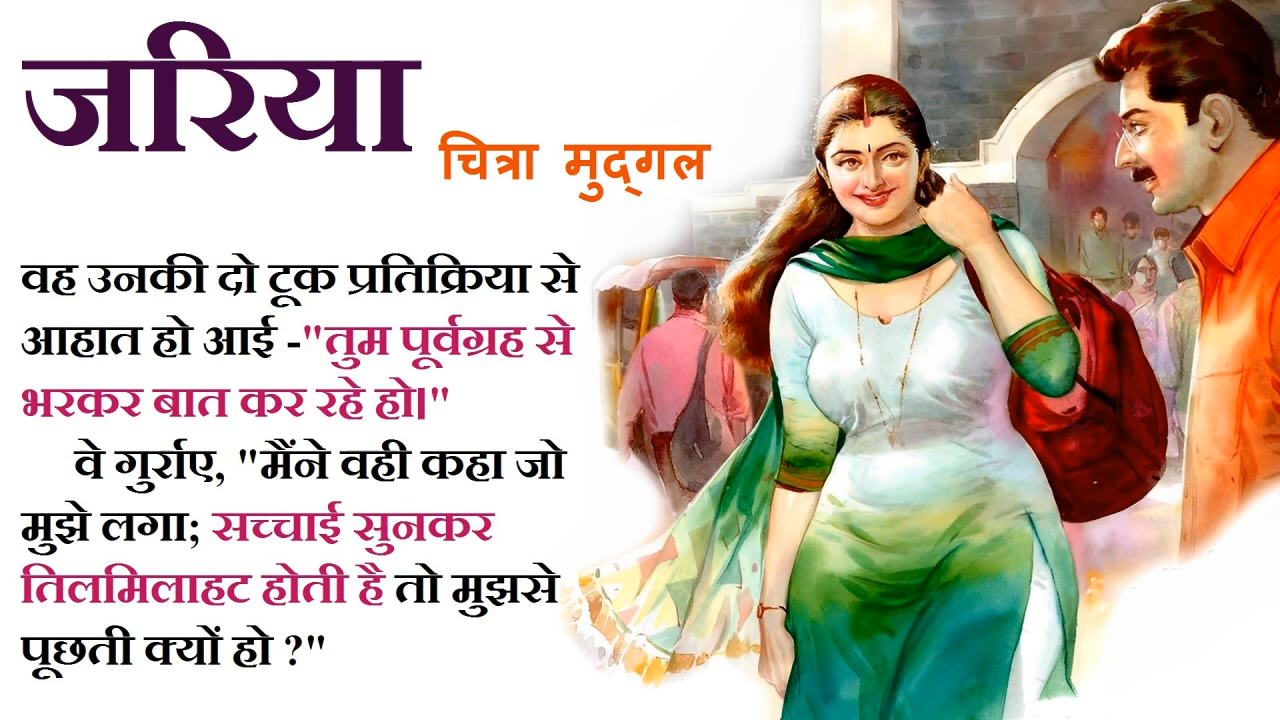 जरिया
चित्रा मुद्‌गल
वह उनकी दो टूक प्रतिक्रिया से
आहात हो आई -"तुम पूर्वग्रह से
भरकर बात कर रहे हो|"
वे गुर्राए, "मैंने वही कहा जो
मुझे लगा; सच्चाई सुनकर
तिलमिलाहट होती है तो मुझसे
पूछती क्यों हो ?"